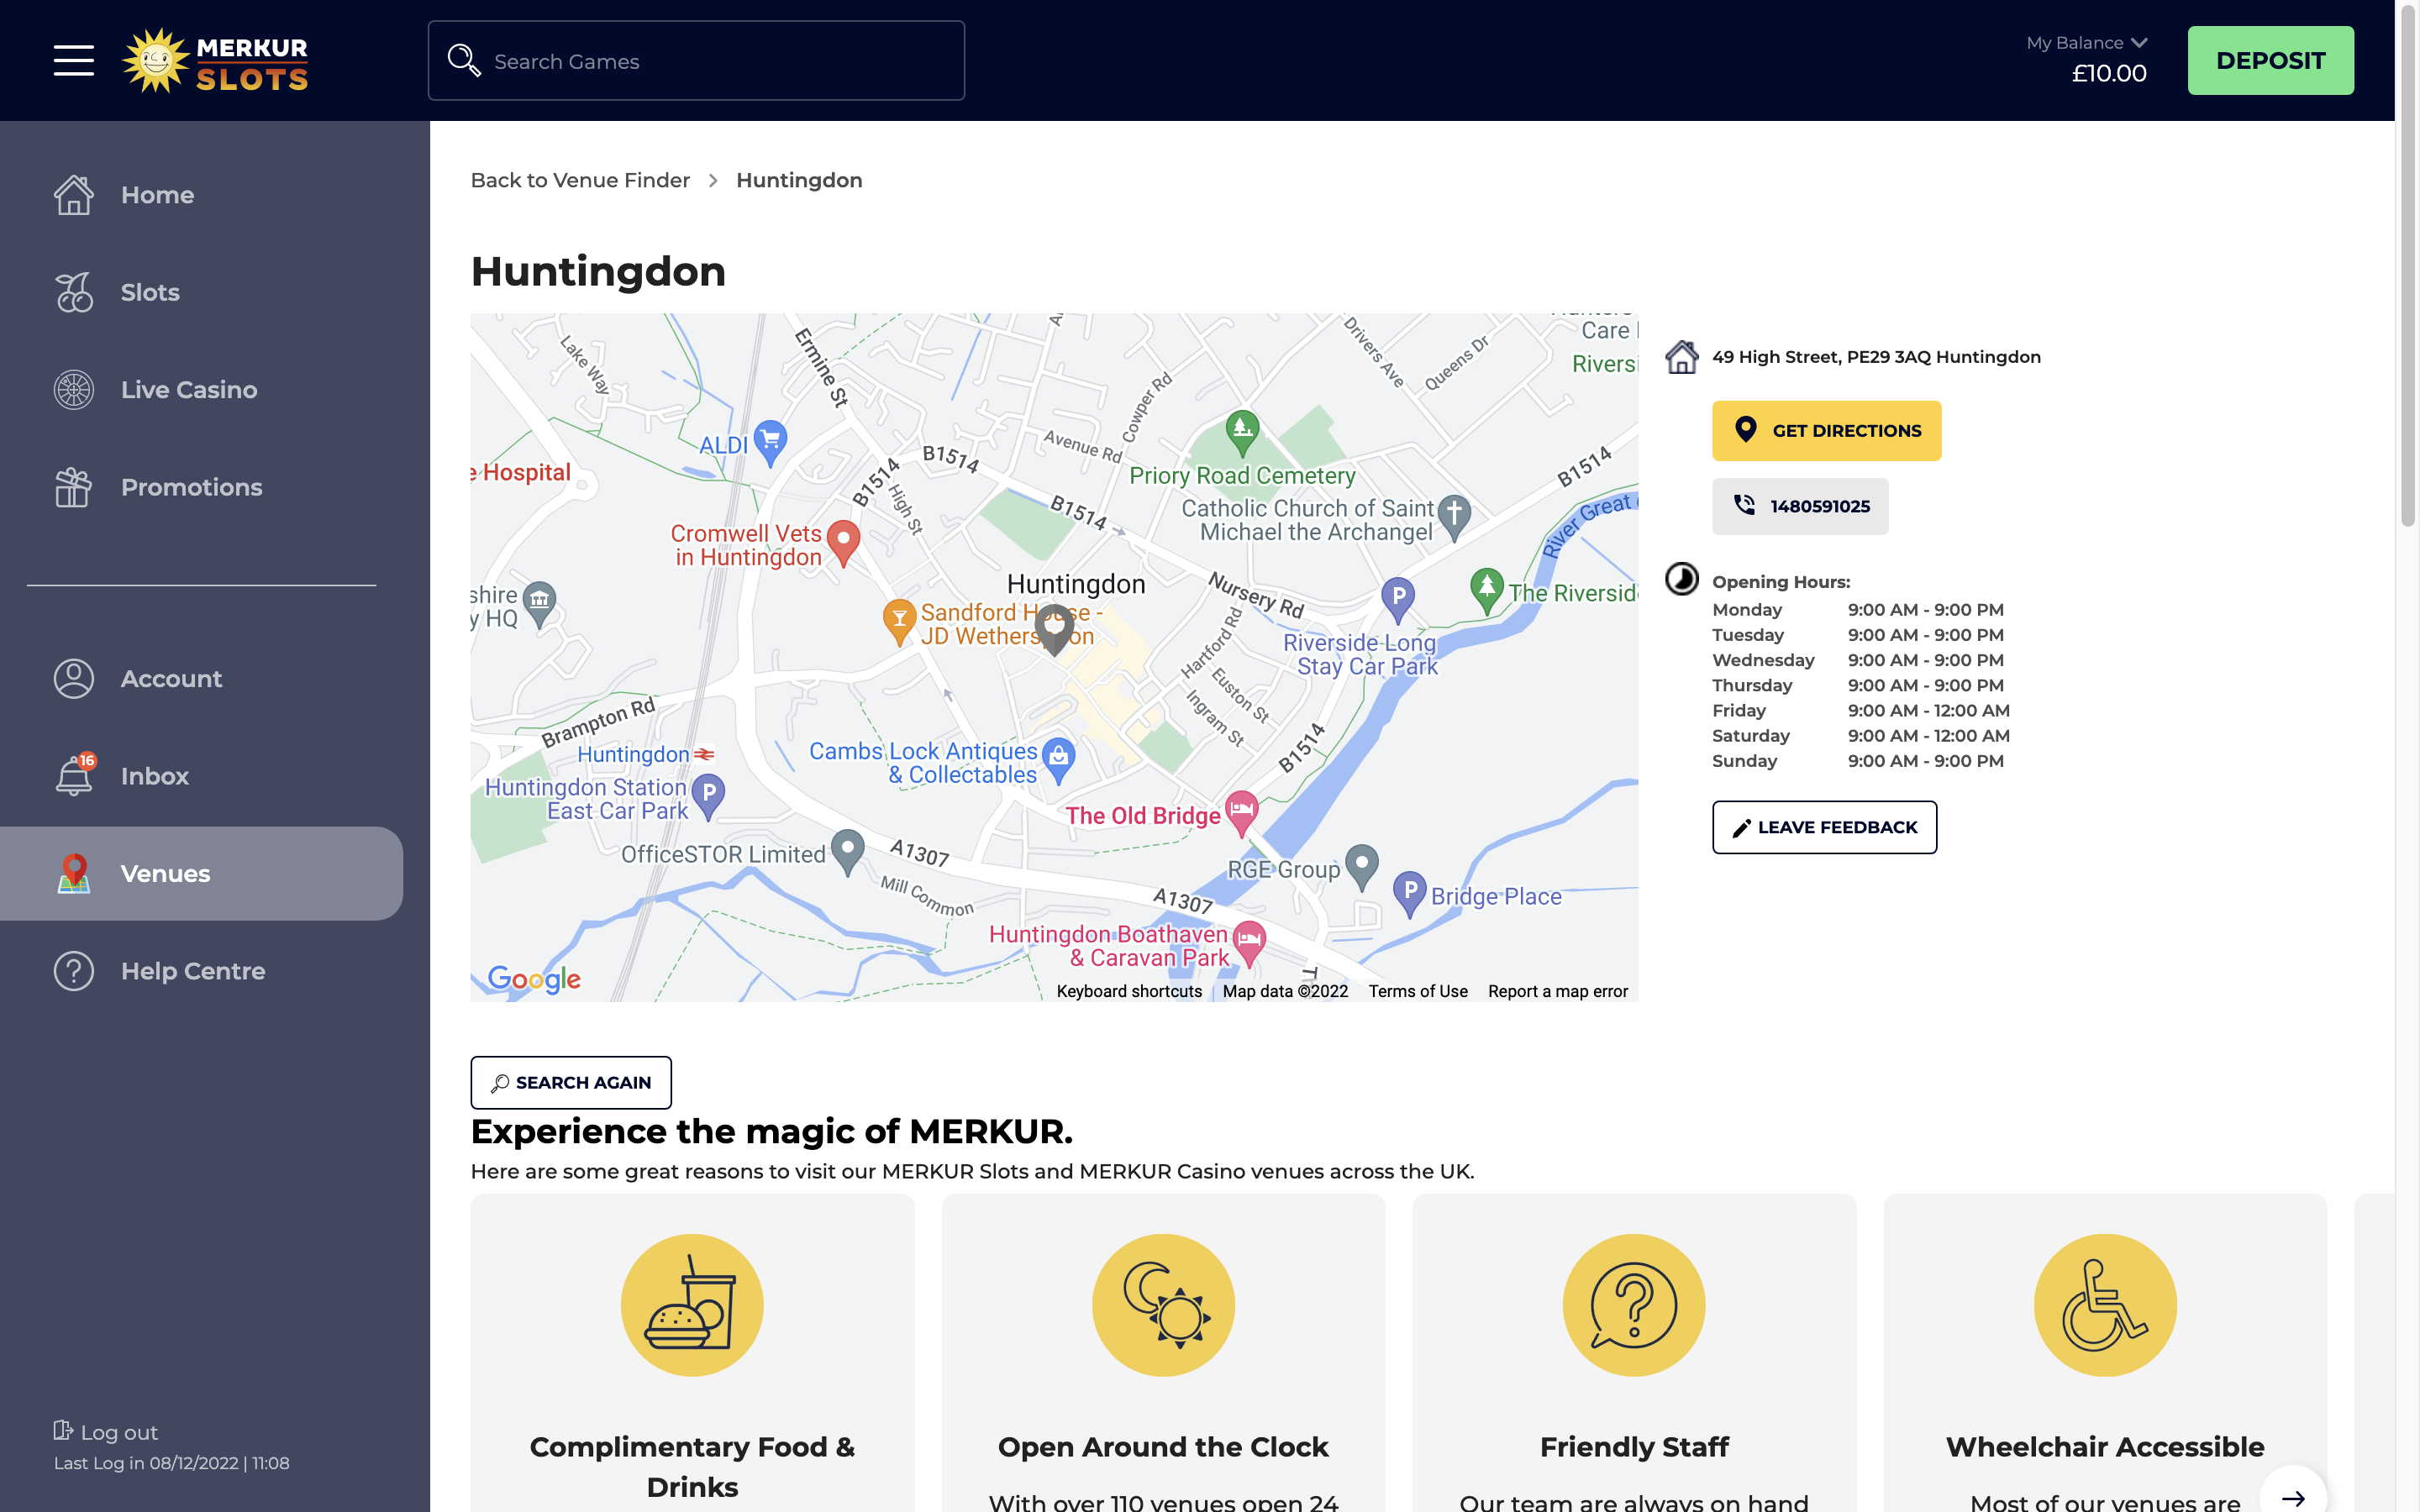 MERKUR
SLOTS
Search Games
My Balance
£10.00
DEPOSIT
Home
Slots
Live Casino
Promotions
Account
16
Inbox
Venues
Help Centre
Log out
Last Log in 08/12/2022 | 11:08
Back to Venue Finder > Huntingdon
Huntingdon
Lake Way
Ermine St
Drivers Ave
Queens Dr
Care
Cowper Rd
Avenue Rd
ALDI
B1514
B1514
High St
B1514
B1514
e Hospital
Priory Road Cemetery
Catholic Church of Saint
Michael the Archangel
River Great
Cromwell Vets
in Huntingdon
Huntingdon
Nursery Rd
P
The Riverside
shire
y HQ
Sandford House -
JD Wetherspoon
Hartford Rd
Riverside Long
Stay Car Park
Euston St
Ingram St
Brampton Rd
Huntingdon
Huntingdon Station
East Car Park
P
Cambs Lock Antiques
& Collectables
B1514
The Old Bridge
OfficeSTOR Limited
A1307
Mill Common
RGE Group
P
Bridge Place
A1307
Huntingdon Boathaven
& Caravan Park
Google
Keyboard shortcuts
Map data ©2022
Terms of Use
Report a map error
49 High Street, PE29 3AQ Huntingdon
GET DIRECTIONS
1480591025
Opening Hours:
Monday 9:00 AM - 9:00 PM
Tuesday 9:00 AM - 9:00 PM
Wednesday 9:00 AM - 9:00 PM
Thursday 9:00 AM - 9:00 PM
Friday 9:00 AM - 12:00 AM
Saturday 9:00 AM - 12:00 AM
Sunday 9:00 AM - 9:00 PM
LEAVE FEEDBACK
SEARCH AGAIN
Experience the magic of MERKUR.
Here are some great reasons to visit our MERKUR Slots and MERKUR Casino venues across the UK.
Complimentary Food &
Drinks
Open Around the Clock
With over 110 venues open 24
Friendly Staff
Our team are always on hand
Wheelchair Accessible
Most of our venues are